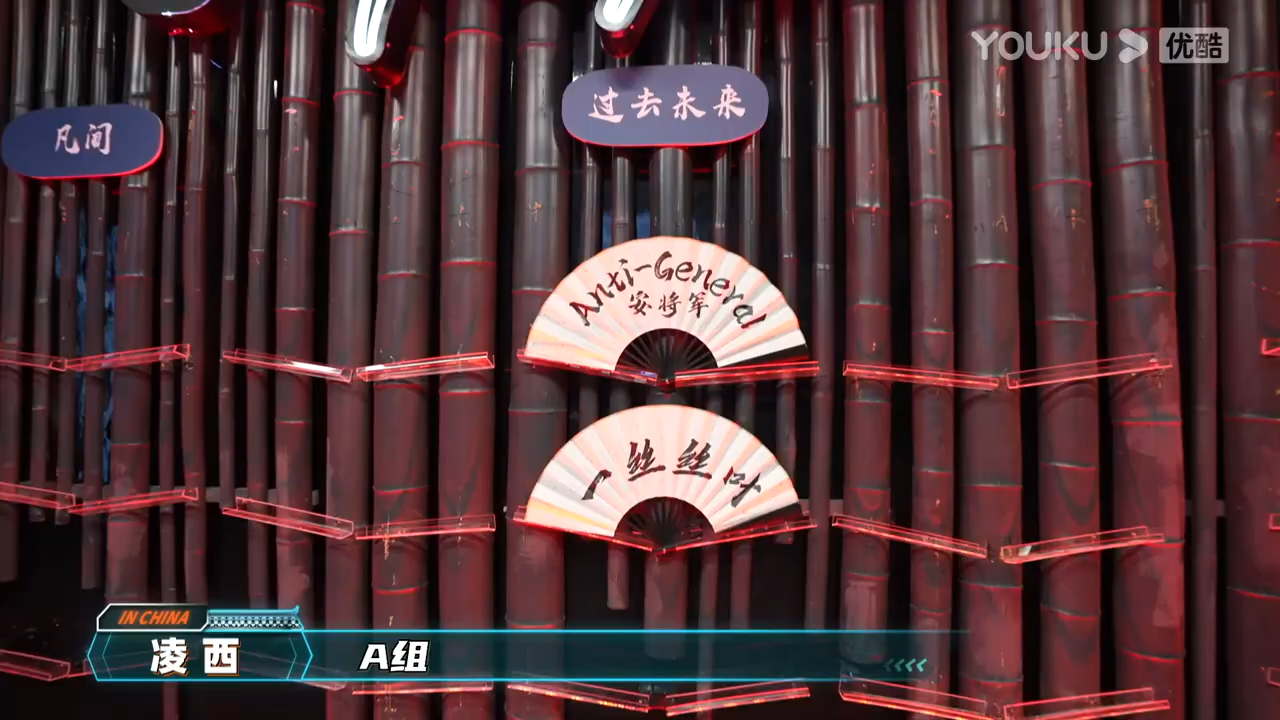 YOUKU 优酷
过去未来
凡间
Anti-General
安将军
一丝丝叶
IN CHINA
凌西
A组